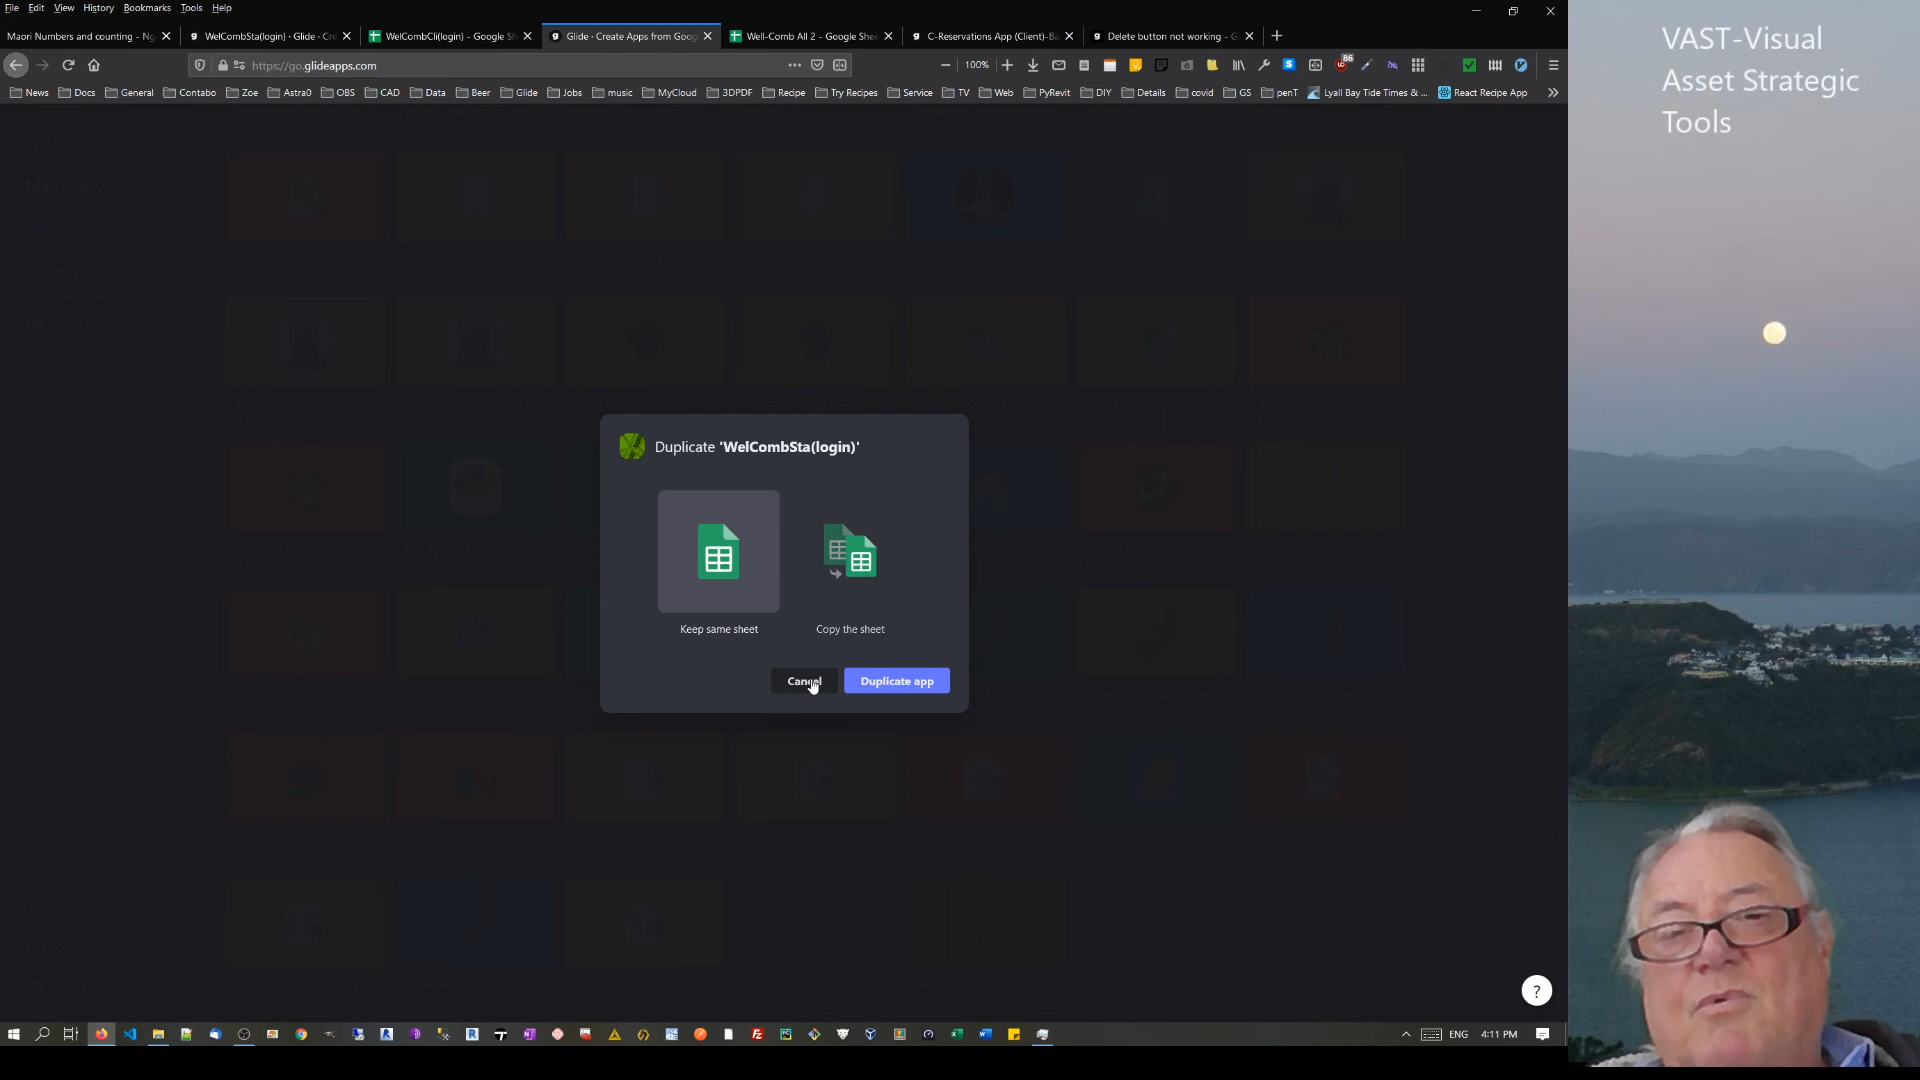 File Edit View History Bookmarks Tools Help
Maori Numbers and counting - Ng
WelCombSta(login) · Glide · Cre
WelCombCli(login) - Google Sh
Glide · Create Apps from Goog
Well-Comb All 2 - Google Shee
C-Reservations App (Client)-Ba
Delete button not working - G
https://go.glideapps.com
100%
86
News Docs General Contabo Zoe Astra0 OBS CAD Data Beer Glide Jobs music MyCloud 3DPDF Recipe Try Recipes Service TV Web PyRevit DIY Details covid GS penT Lyall Bay Tide Times & ... React Recipe App
VAST-Visual
Asset Strategic
Tools
Duplicate 'WelCombSta(login)'
Keep same sheet
Copy the sheet
Cancel
Duplicate app
?
ENG 4:11 PM